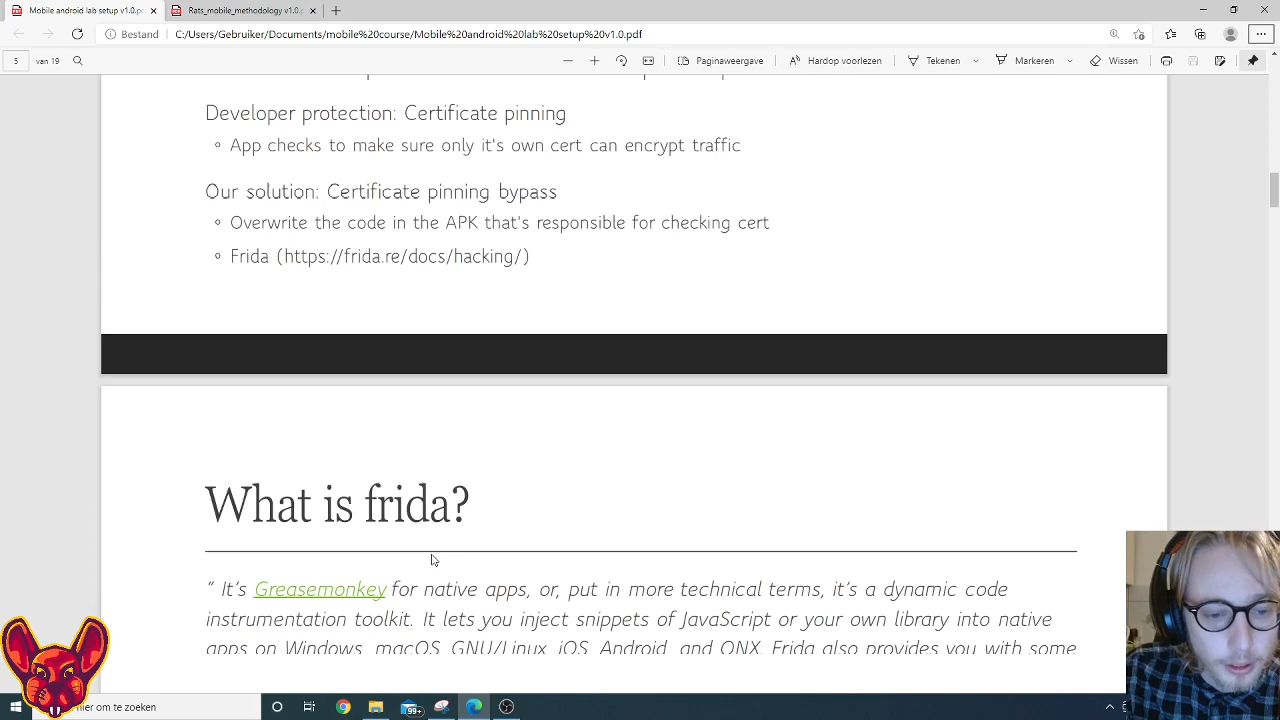 Mobile android lab setup v1.0.p
Rats_mobile_methodology v1.0.p
Bestand
C:/Users/Gebruiker/Documents/mobile%20course/Mobile%20android%20lab%20setup%20v1.0.pdf
5 van 19
Paginaweergave
Hardop voorlezen
Tekenen
Markeren
Wissen
Developer protection: Certificate pinning
App checks to make sure only it's own cert can encrypt traffic
Our solution: Certificate pinning bypass
Overwrite the code in the APK that's responsible for checking cert
Frida (https://frida.re/docs/hacking/)
What is frida?
“ It’s Greasemonkey for native apps, or, put in more technical terms, it’s a dynamic code
instrumentation toolkit. It lets you inject snippets of JavaScript or your own library into native
apps on Windows, macOS, GNU/Linux, iOS, Android, and QNX. Frida also provides you with some
hier om te zoeken
99+